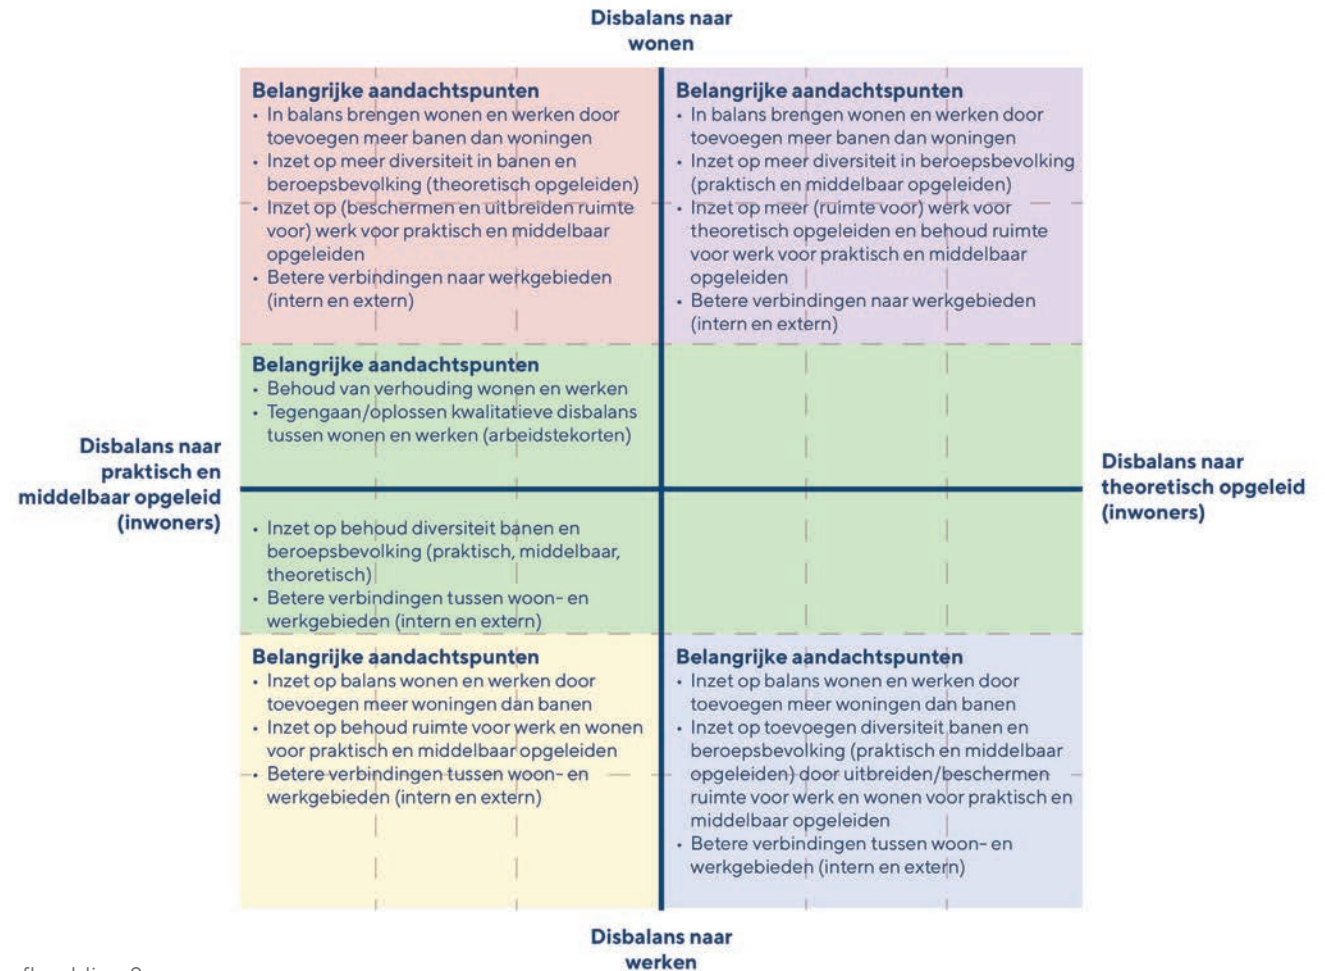 Disbalans naar
wonen
Belangrijke aandachtspunten
• In balans brengen wonen en werken door
toevoegen meer banen dan woningen
• Inzet op meer diversiteit in banen en
beroepsbevolking (theoretisch opgeleiden)
• Inzet op (beschermen en uitbreiden ruimte
voor) werk voor praktisch en middelbaar
opgeleiden
• Betere verbindingen naar werkgebieden
(intern en extern)
Belangrijke aandachtspunten
• In balans brengen wonen en werken door
toevoegen meer banen dan woningen
• Inzet op meer diversiteit in beroepsbevolking
(praktisch en middelbaar opgeleiden)
• Inzet op meer (ruimte voor) werk voor
theoretisch opgeleiden en behoud ruimte
voor werk voor praktisch en middelbaar
opgeleiden
• Betere verbindingen naar werkgebieden
(intern en extern)
Belangrijke aandachtspunten
• Behoud van verhouding wonen en werken
• Tegengaan/oplossen kwalitatieve disbalans
tussen wonen en werken (arbeidstekorten)
Disbalans naar
praktisch en
middelbaar opgeleid
(inwoners)
Disbalans naar
theoretisch opgeleid
(inwoners)
• Inzet op behoud diversiteit banen en
beroepsbevolking (praktisch, middelbaar,
theoretisch)
• Betere verbindingen tussen woon- en
werkgebieden (intern en extern)
Belangrijke aandachtspunten
• Inzet op balans wonen en werken door
toevoegen meer woningen dan banen
• Inzet op behoud ruimte voor werk en wonen
voor praktisch en middelbaar opgeleiden
• Betere verbindingen tussen woon- en
werkgebieden (intern en extern)
Belangrijke aandachtspunten
• Inzet op balans wonen en werken door
toevoegen meer woningen dan banen
• Inzet op toevoegen diversiteit banen en
beroepsbevolking (praktisch en middelbaar
opgeleiden) door uitbreiden/beschermen
ruimte voor werk en wonen voor praktisch en
middelbaar opgeleiden
• Betere verbindingen tussen woon- en
werkgebieden (intern en extern)
Disbalans naar
werken